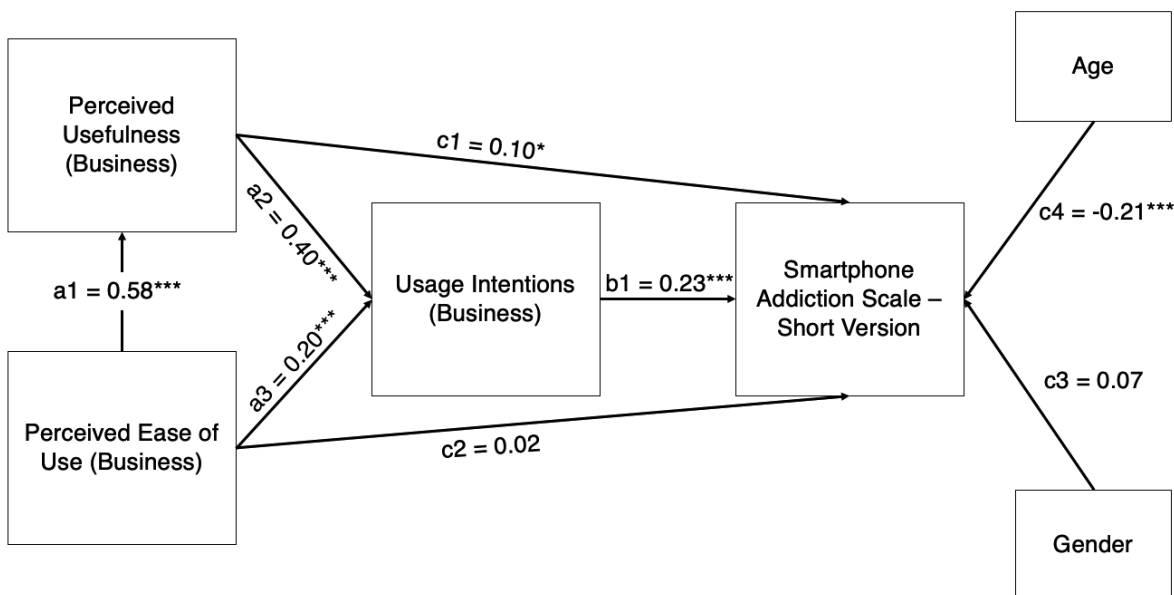 Perceived
Usefulness
(Business)
Age
c1 = 0.10*
a2 = 0.40***
c4 = -0.21***
a1 = 0.58***
Usage Intentions
(Business)
b1 = 0.23***
Smartphone
Addiction Scale –
Short Version
a3 = 0.20***
c3 = 0.07
Perceived Ease of
Use (Business)
c2 = 0.02
Gender